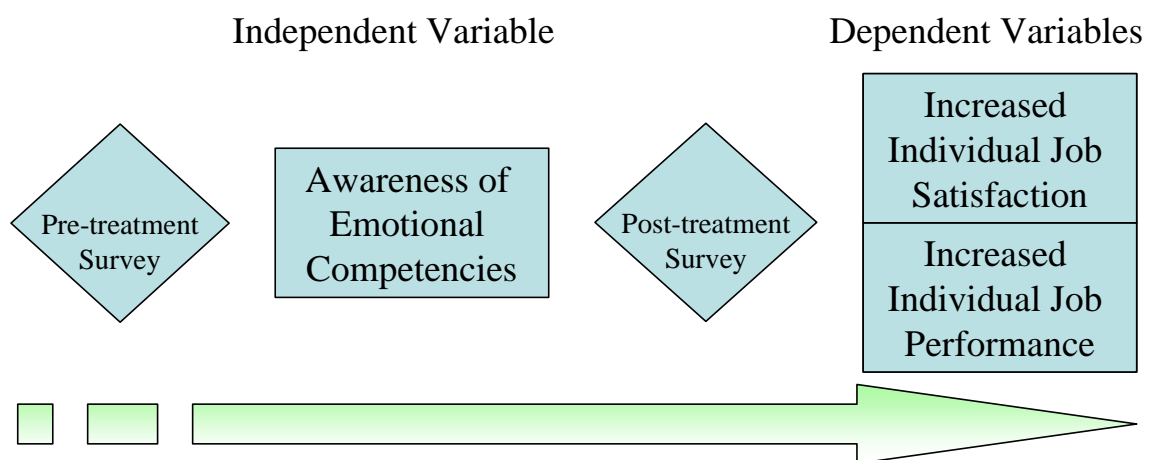 Independent Variable
Dependent Variables
Pre-treatment
Survey
Awareness of
Emotional
Competencies
Post-treatment
Survey
Increased
Individual Job
Satisfaction
Increased
Individual Job
Performance